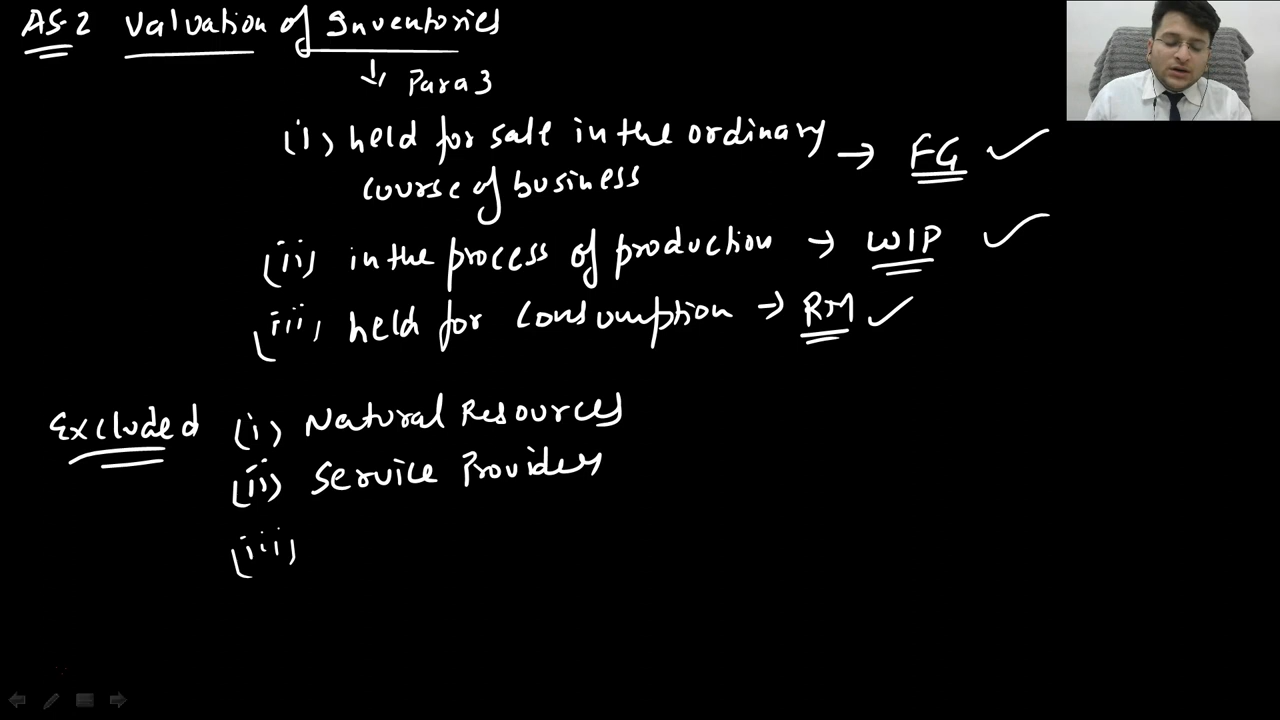 AS-2 Valuation of Inventories
Para 3
(i) held for sale in the ordinary → FG ✓
course of business
(ii) in the process of production → WIP ✓
(iii) held for consumption → RM ✓
Excluded (i) Natural Resources
(ii) Service Providers
(iii)